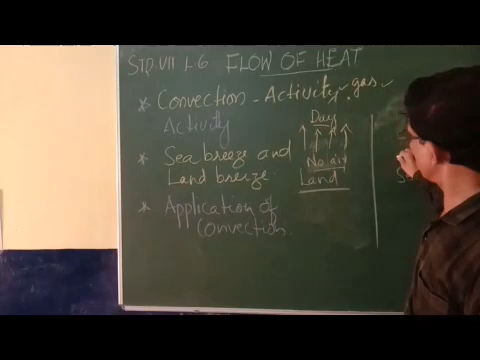 STD.VII L.6 FLOW OF HEAT
* Convection - Activity, gas
Activity
* Sea breeze and
Land breeze.
* Application of
Convection.
Day
No air
Land
S